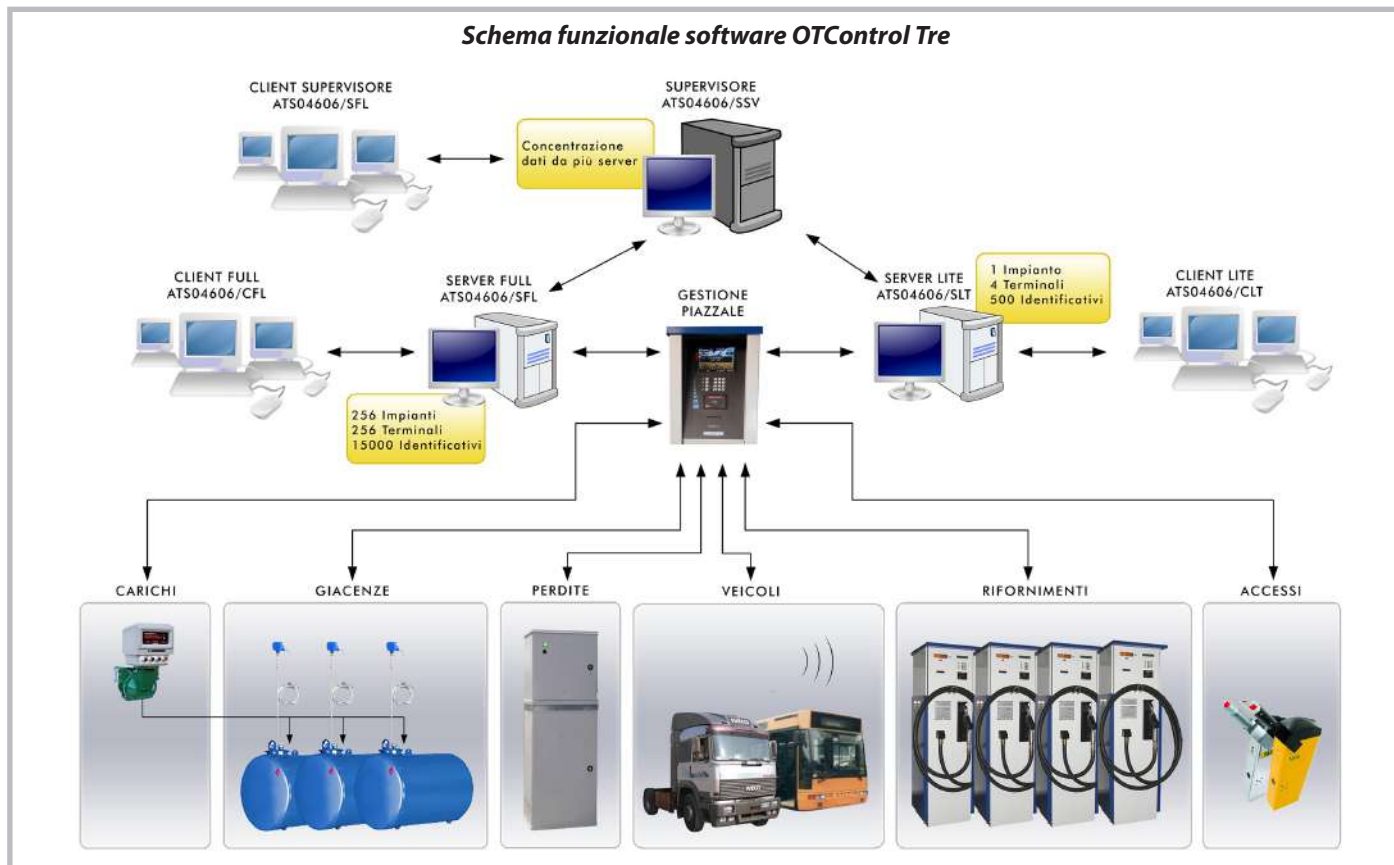 Schema funzionale software OTControl Tre
CLIENT SUPERVISORE
ATS04606/SFL
SUPERVISORE
ATS04606/SSV
Concentrazione
dati da più server
CLIENT FULL
ATS04606/CFL
SERVER FULL
ATS04606/SFL
GESTIONE
PIAZZALE
SERVER LITE
ATS04606/SLT
1 Impianto
4 Terminali
500 Identificativi
CLIENT LITE
ATS04606/CLT
256 Impianti
256 Terminali
15000 Identificativi
CARICHI
GIACENZE
PERDITE
VEICOLI
RIFORNIMENTI
ACCESSI